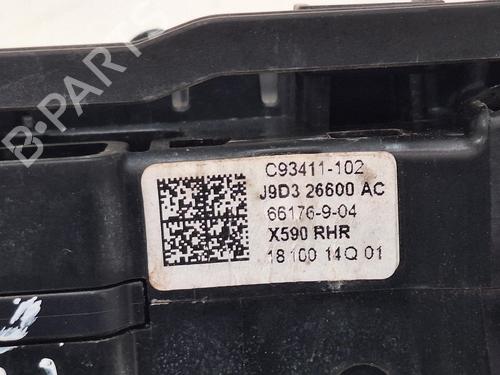 B-PARTS
C93411-102
J9D3 26600 AC
66176-9-04
X590 RHR
18 100 14Q 01